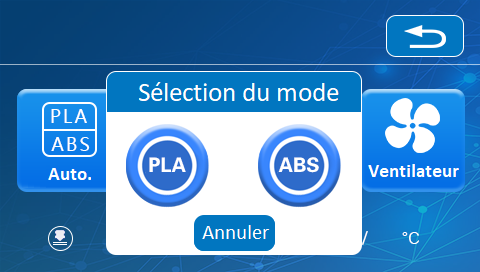 Sélection du mode
PLA
ABS
Auto.
PLA
ABS
Ventilateur
Annuler
/
°C